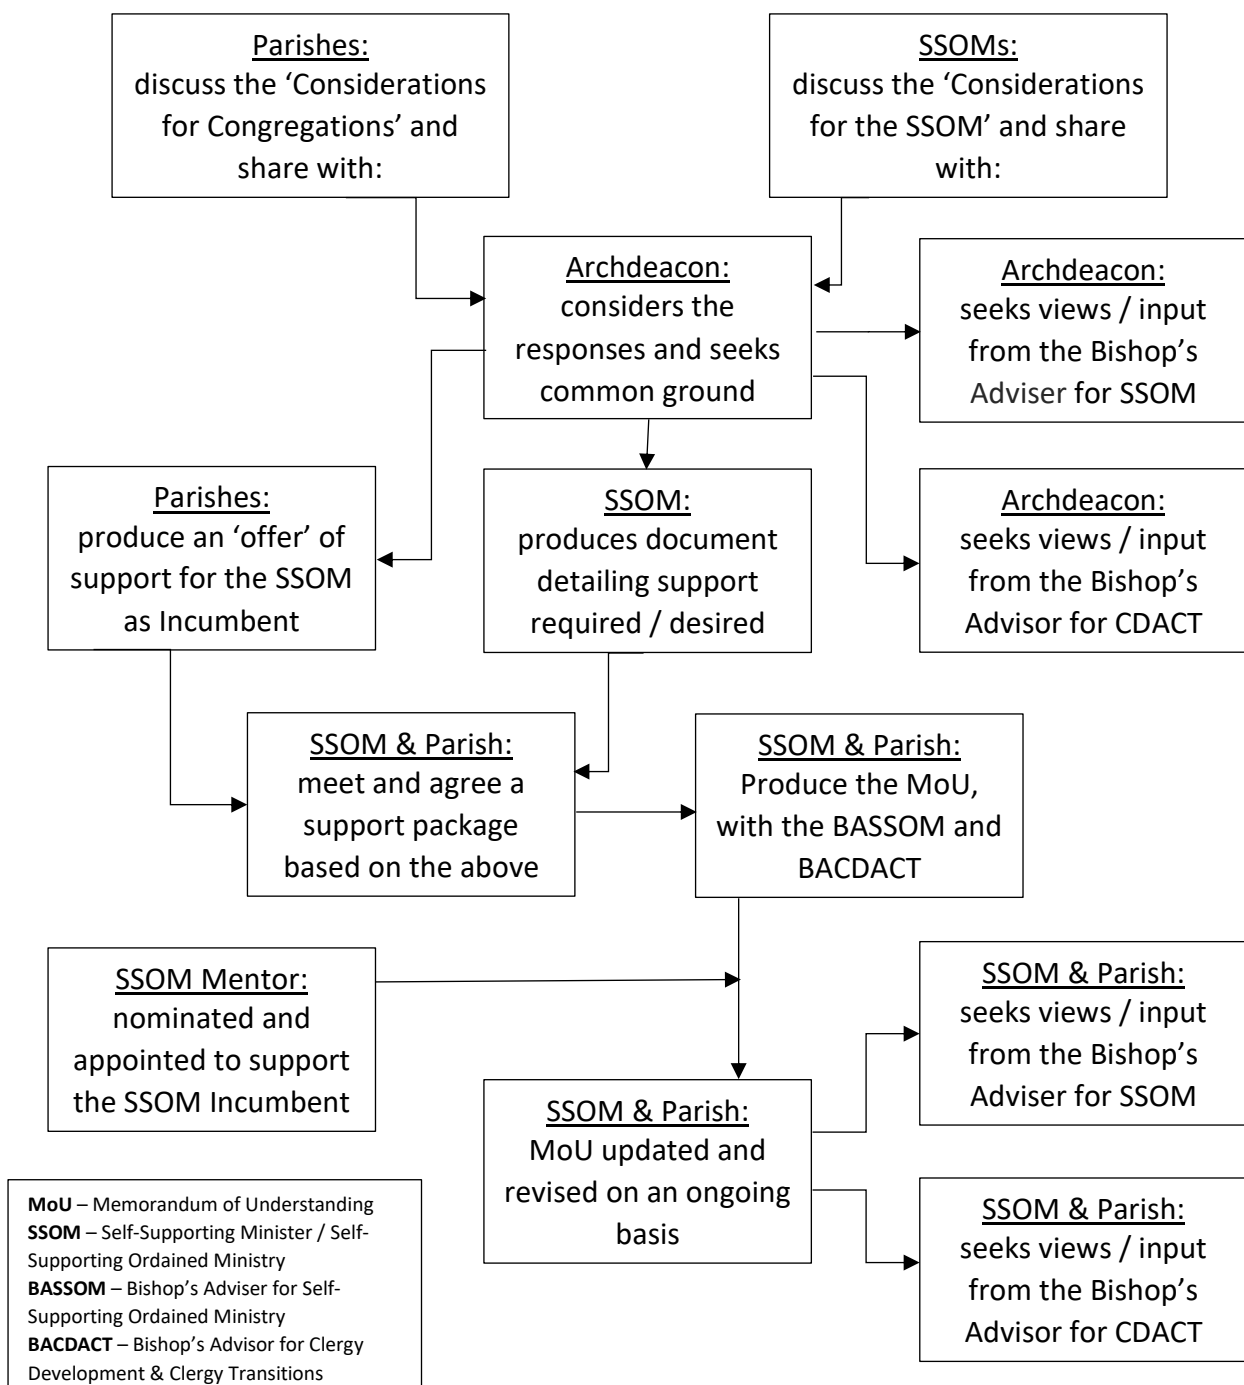 Parishes:
discuss the ‘Considerations
for Congregations’ and
share with:
SSOMs:
discuss the ‘Considerations
for the SSOM’ and share
with:
Archdeacon:
considers the
responses and seeks
common ground
Archdeacon:
seeks views / input
from the Bishop’s
Adviser for SSOM
Parishes:
produce an ‘offer’ of
support for the SSOM
as Incumbent
SSOM:
produces document
detailing support
required / desired
Archdeacon:
seeks views / input
from the Bishop’s
Advisor for CDACT
SSOM & Parish:
meet and agree a
support package
based on the above
SSOM & Parish:
Produce the MoU,
with the BASSOM and
BACDACT
SSOM Mentor:
nominated and
appointed to support
the SSOM Incumbent
SSOM & Parish:
seeks views / input
from the Bishop’s
Adviser for SSOM
SSOM & Parish:
MoU updated and
revised on an ongoing
basis
SSOM & Parish:
seeks views / input
from the Bishop’s
Advisor for CDACT
MoU – Memorandum of Understanding
SSOM – Self-Supporting Minister / Self-
Supporting Ordained Ministry
BASSOM – Bishop’s Adviser for Self-
Supporting Ordained Ministry
BACDACT – Bishop’s Advisor for Clergy
Development & Clergy Transitions